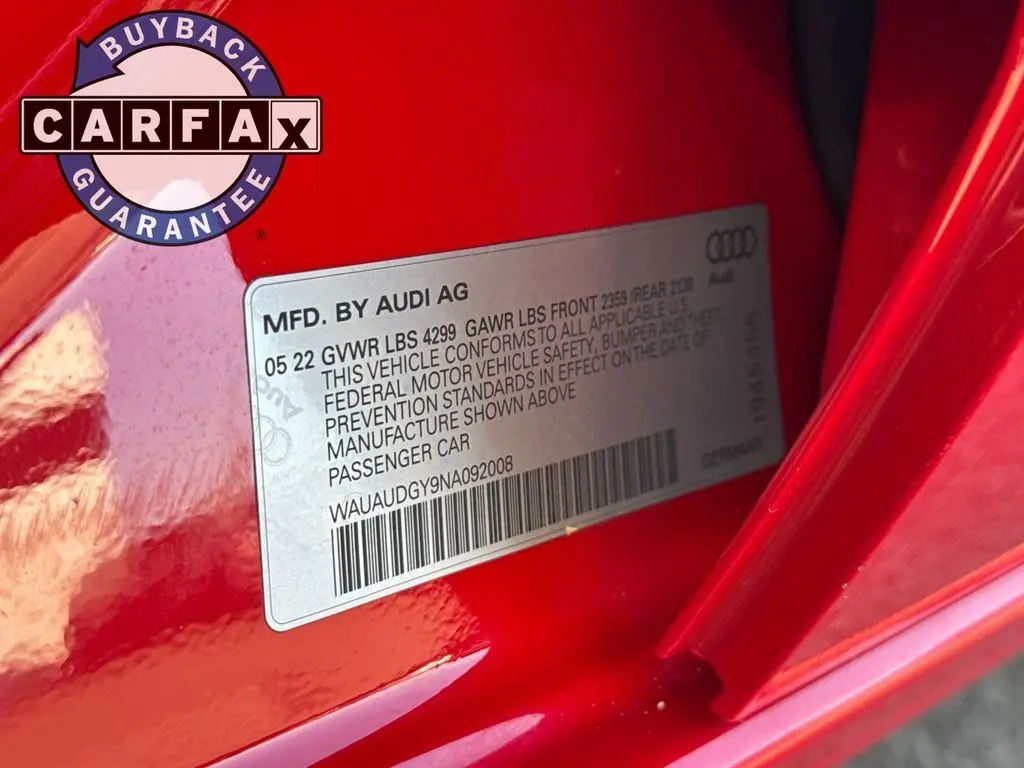 BUYBACK
CARFAX
GUARANTEE
®
Audi
MFD. BY AUDI AG
05 22 GVWR LBS 4299 GAWR LBS FRONT 2359 /REAR 2138
THIS VEHICLE CONFORMS TO ALL APPLICABLE U.S.
FEDERAL MOTOR VEHICLE SAFETY, BUMPER AND THEFT
PREVENTION STANDARDS IN EFFECT ON THE DATE OF
MANUFACTURE SHOWN ABOVE
PASSENGER CAR
WAUAUDGY9NA092008
GERMANY
Audi